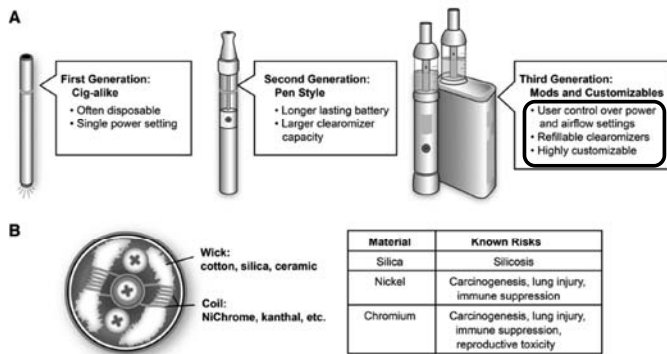 A
First Generation:
Cig-alike
• Often disposable
• Single power setting
Second Generation:
Pen Style
• Longer lasting battery
• Larger clearomizer
capacity
Third Generation:
Mods and Customizables
• User control over power
and airflow settings
• Refillable clearomizers
• Highly customizable
B
Wick:
cotton, silica, ceramic
Coil:
NiChrome, kanthal, etc.
Material Known Risks
Silica Silicosis
Nickel Carcinogenesis, lung injury,
immune suppression
Chromium Carcinogenesis, lung injury,
immune suppression,
reproductive toxicity